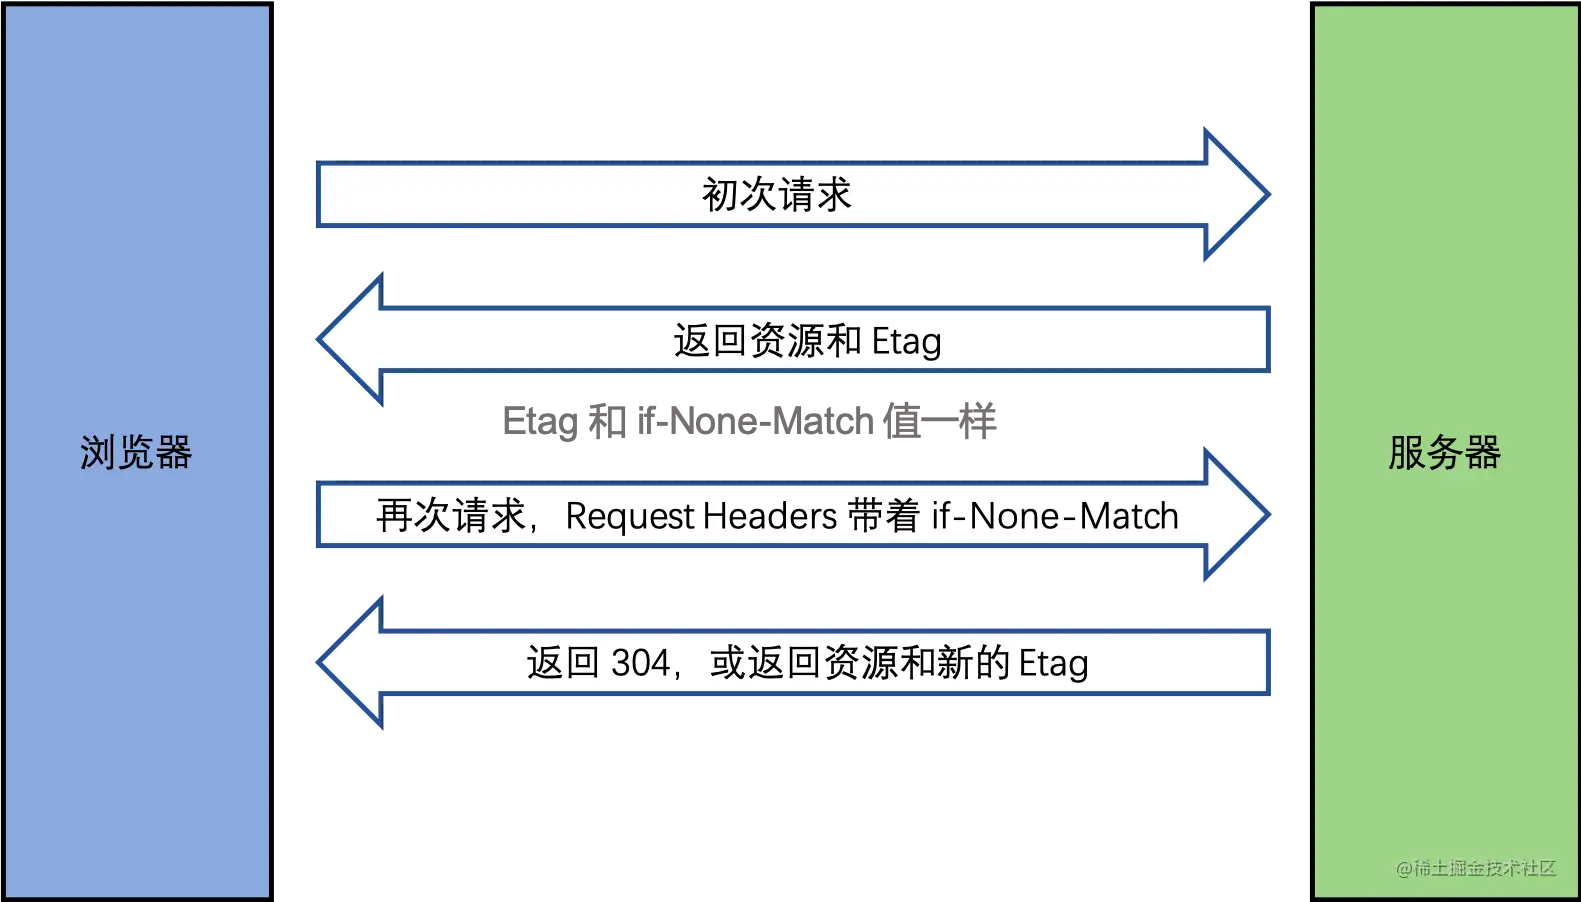 初次请求
返回资源和 Etag
Etag 和 if-None-Match 值一样
浏览器
服务器
再次请求，Request Headers 带着 if-None-Match
返回 304，或返回资源和新的 Etag
@稀土掘金技术社区